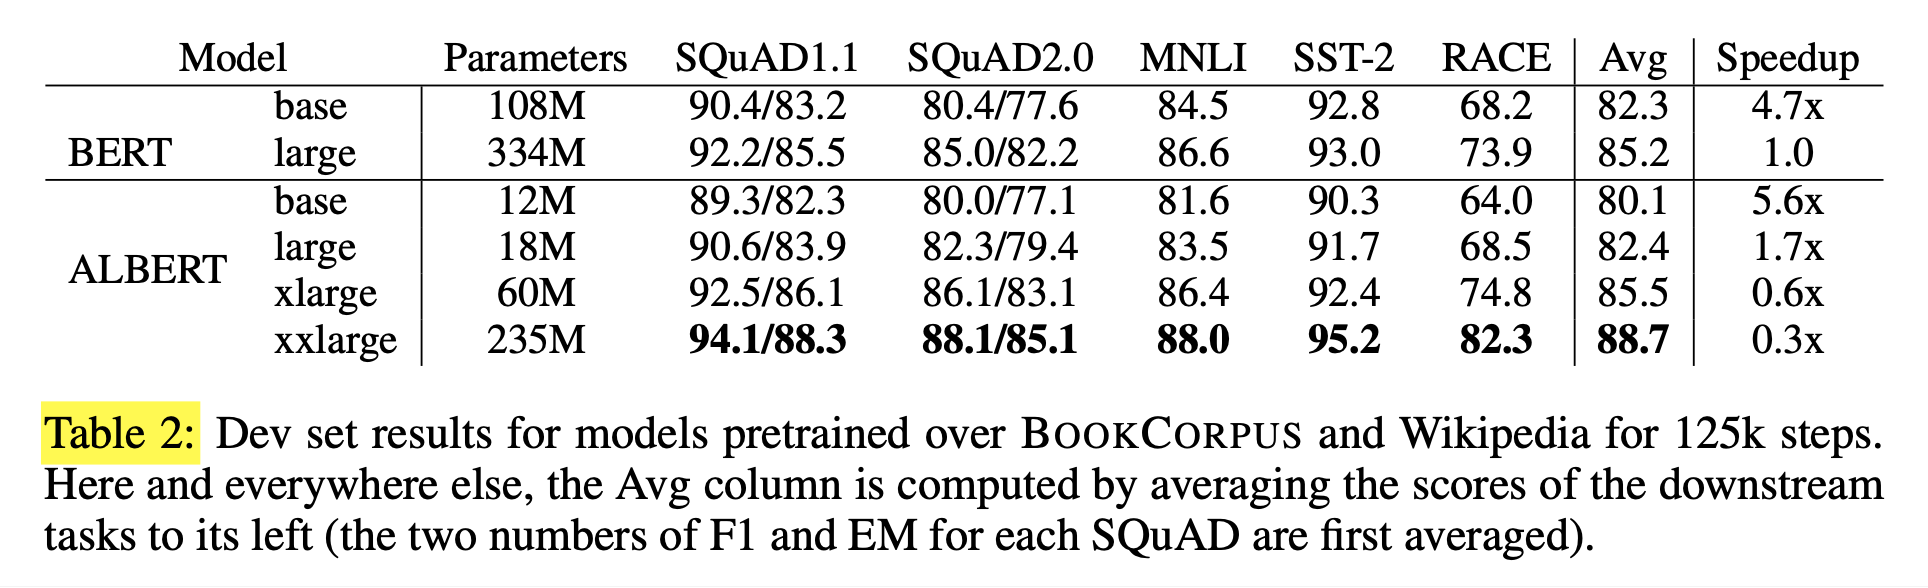 Model Parameters SQuAD1.1 SQuAD2.0 MNLI SST-2 RACE Avg Speedup
base 108M 90.4/83.2 80.4/77.6 84.5 92.8 68.2 82.3 4.7x
BERT large 334M 92.2/85.5 85.0/82.2 86.6 93.0 73.9 85.2 1.0
base 12M 89.3/82.3 80.0/77.1 81.6 90.3 64.0 80.1 5.6x
large 18M 90.6/83.9 82.3/79.4 83.5 91.7 68.5 82.4 1.7x
ALBERT
xlarge 60M 92.5/86.1 86.1/83.1 86.4 92.4 74.8 85.5 0.6x
xxlarge 235M 94.1/88.3 88.1/85.1 88.0 95.2 82.3 88.7 0.3x
Table 2: Dev set results for models pretrained over BOOKCORPUS and Wikipedia for 125k steps.
Here and everywhere else, the Avg column is computed by averaging the scores of the downstream
tasks to its left (the two numbers of F1 and EM for each SQuAD are first averaged).